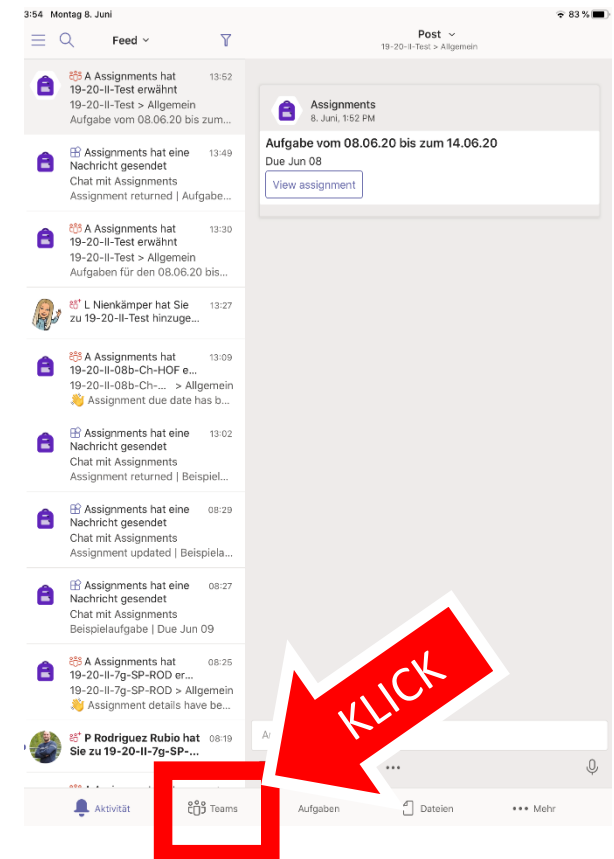 3:54 Montag 8. Juni
83 %
Feed
Post
19-20-II-Test > Allgemein
A Assignments hat 13:52
19-20-II-Test erwähnt
19-20-II-Test > Allgemein
Aufgabe vom 08.06.20 bis zum...
Assignments hat eine 13:49
Nachricht gesendet
Chat mit Assignments
Assignment returned | Aufgabe...
A Assignments hat 13:30
19-20-II-Test erwähnt
19-20-II-Test > Allgemein
Aufgaben für den 08.06.20 bis...
L Nienkämper hat Sie 13:27
zu 19-20-II-Test hinzuge...
A Assignments hat 13:09
19-20-II-08b-Ch-HOF e...
19-20-II-08b-Ch-... > Allgemein
👋 Assignment due date has b...
Assignments hat eine 13:02
Nachricht gesendet
Chat mit Assignments
Assignment returned | Beispiel...
Assignments hat eine 08:29
Nachricht gesendet
Chat mit Assignments
Assignment updated | Beispiela...
Assignments hat eine 08:27
Nachricht gesendet
Chat mit Assignments
Beispielaufgabe | Due Jun 09
A Assignments hat 08:25
19-20-II-7g-SP-ROD er...
19-20-II-7g-SP-ROD > Allgemein
👋 Assignment details have be...
P Rodriguez Rubio hat 08:19
Sie zu 19-20-II-7g-SP-...
Assignments
8. Juni, 1:52 PM
Aufgabe vom 08.06.20 bis zum 14.06.20
Due Jun 08
View assignment
KLICK
Aktivität
Teams
Aufgaben
Dateien
Mehr